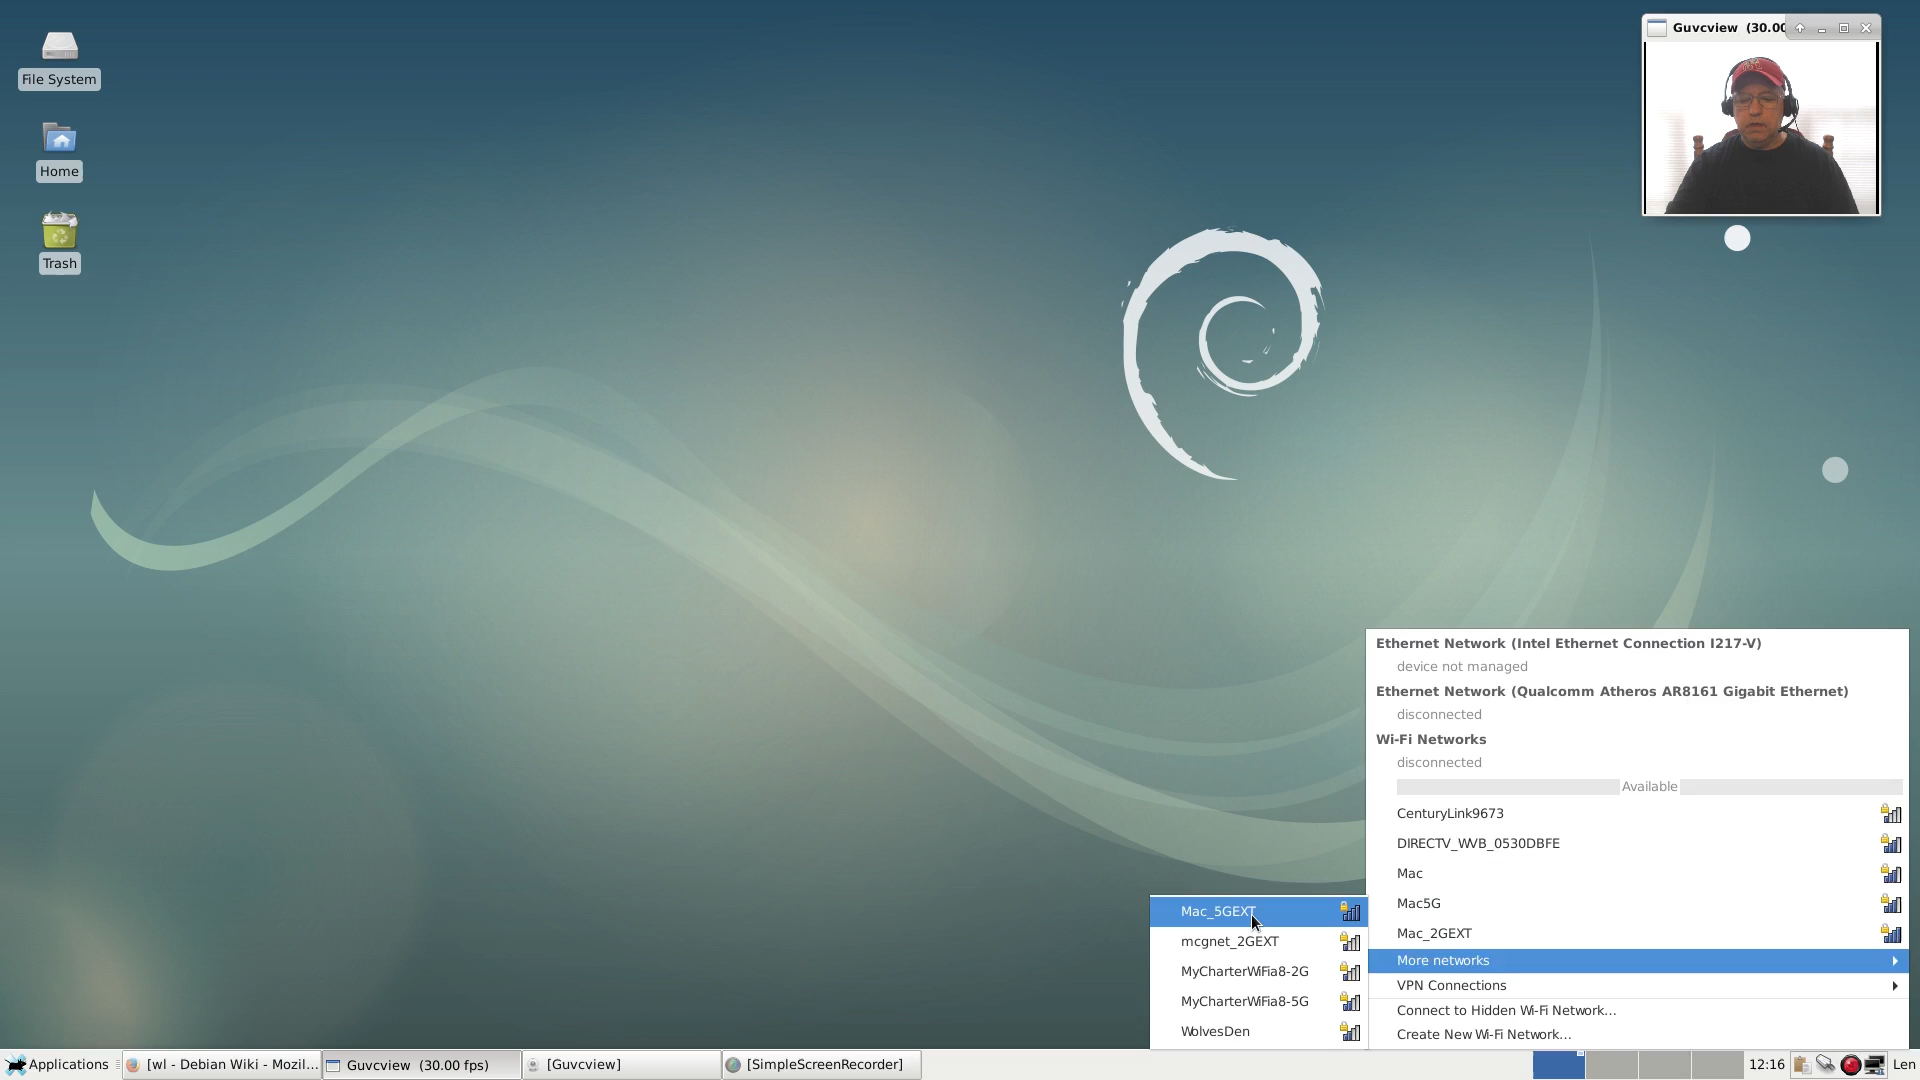 File System
Home
Trash
Guvcview (30.00
Ethernet Network (Intel Ethernet Connection I217-V)
device not managed
Ethernet Network (Qualcomm Atheros AR8161 Gigabit Ethernet)
disconnected
Wi-Fi Networks
disconnected
Available
CenturyLink9673
DIRECTV_WVB_0530DBFE
Mac
Mac5G
Mac_2GEXT
More networks
VPN Connections
Connect to Hidden Wi-Fi Network...
Create New Wi-Fi Network...
Mac_5GEXT
mcgnet_2GEXT
MyCharterWiFia8-2G
MyCharterWiFia8-5G
WolvesDen
Applications [wl - Debian Wiki - Mozil... Guvcview (30.00 fps) [Guvcview] [SimpleScreenRecorder] 12:16 Len